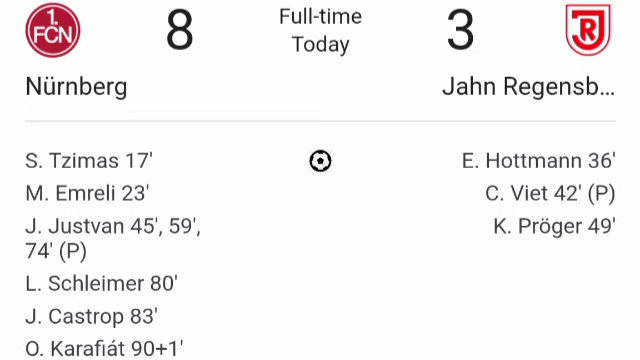 1.
FCN
8
Full-time
Today
3
R
Nürnberg
Jahn Regensb...
S. Tzimas 17'
M. Emreli 23'
J. Justvan 45', 59',
74' (P)
L. Schleimer 80'
J. Castrop 83'
O. Karafiát 90+1'
E. Hottmann 36'
C. Viet 42' (P)
K. Pröger 49'